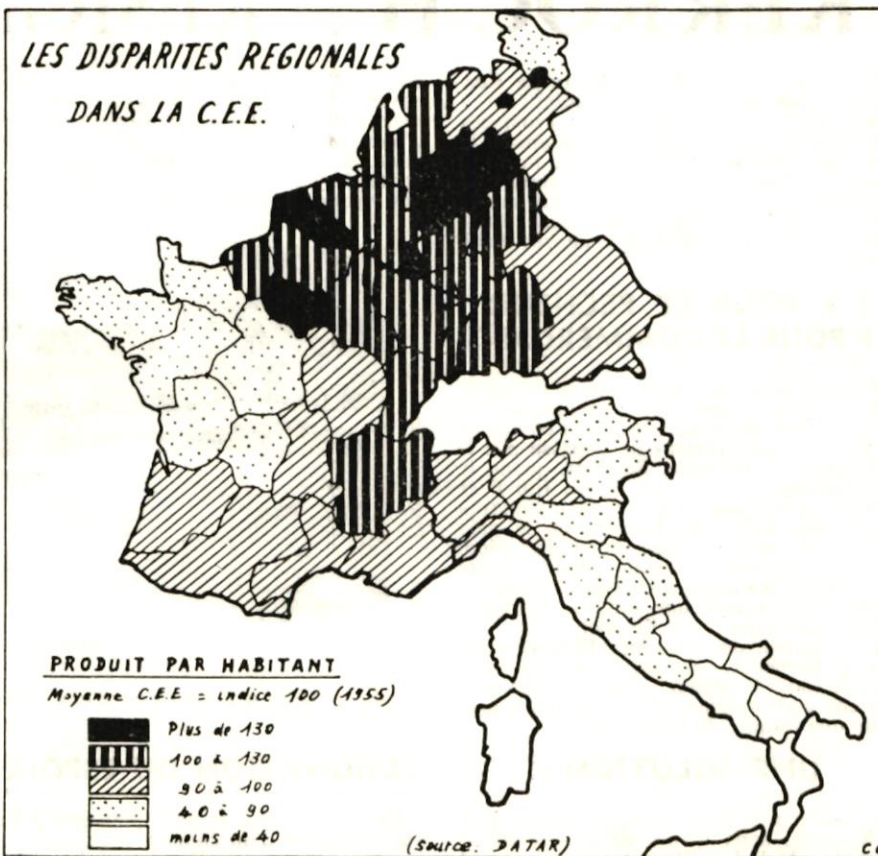 LES DISPARITES REGIONALES
DANS LA C.E.E.
PRODUIT PAR HABITANT
Moyenne C.E.E = indice 100 (1955)
Plus de 130
100 à 130
90 à 100
40 à 90
moins de 40
(source. DATAR)